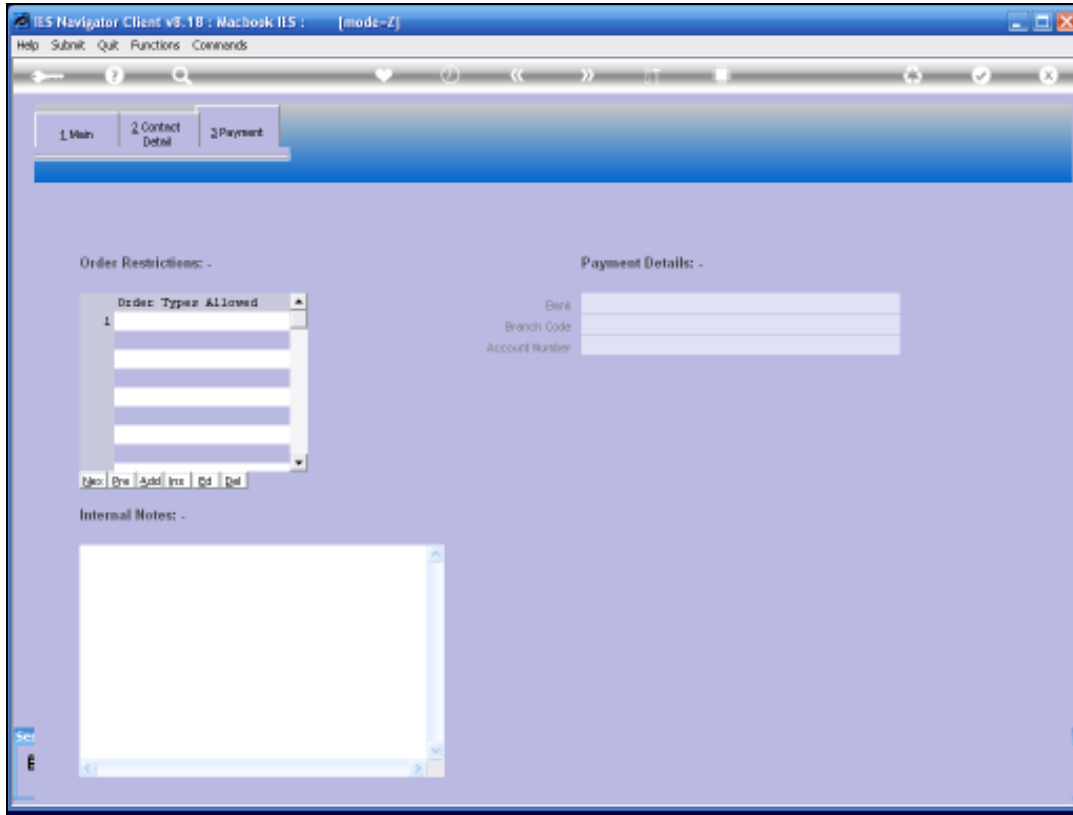 IES Navigator Client v8.18 : Macbook IES :    [mode-Z]
Help Submit Quit Functions Commands
1 Main
2 Contact Detail
3 Payment
Order Restrictions: -
Payment Details: -
Order Types Allowed
1
Bank
Branch Code
Account Number
Nex Pre Add Ins Ed Del
Internal Notes: -
Ser